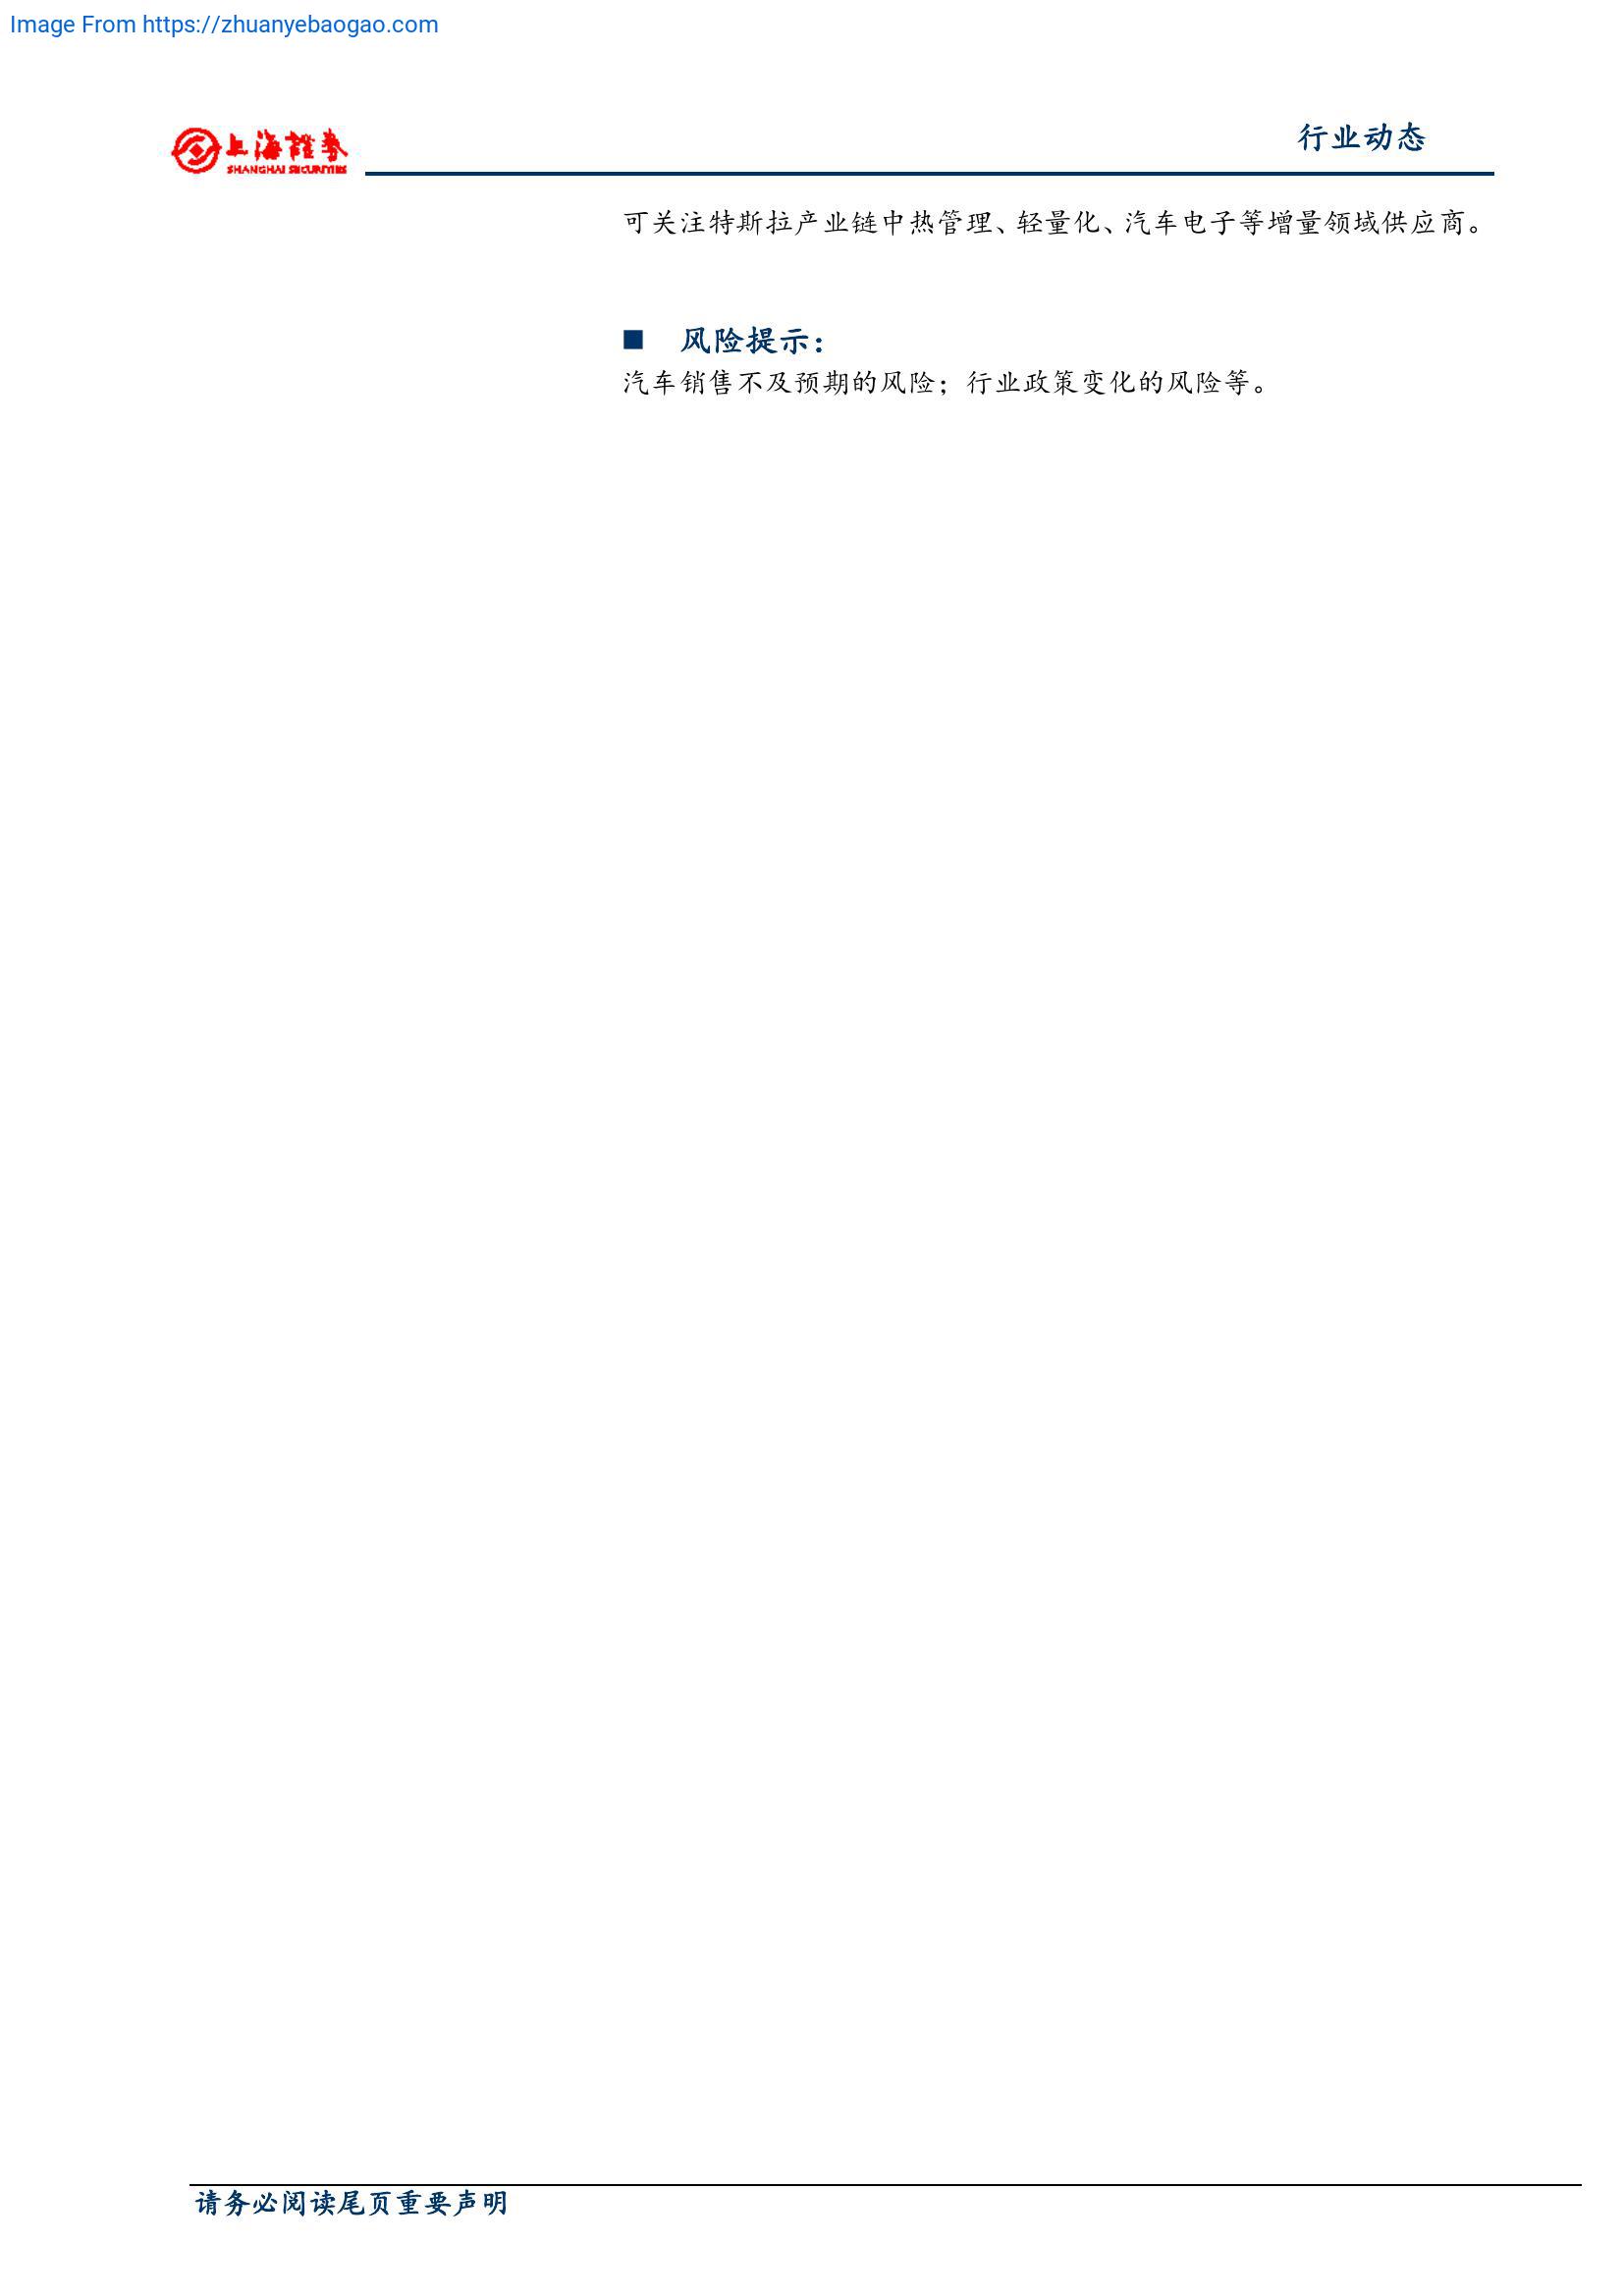 Image From https://zhuanyebaogao.com
上海證券
SHANGHAI SECURITIES
行业动态
可关注特斯拉产业链中热管理、轻量化、汽车电子等增量领域供应商。
■ 风险提示：
汽车销售不及预期的风险；行业政策变化的风险等。
请务必阅读尾页重要声明